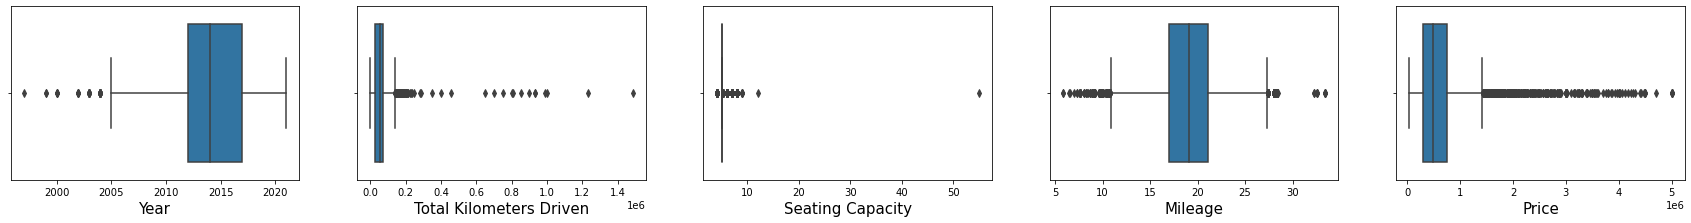 2000 2005 2010 2015 2020
Year
0.0 0.2 0.4 0.6 0.8 1.0 1.2 1.4
1e6
Total Kilometers Driven
10 20 30 40 50
Seating Capacity
5 10 15 20 25 30
Mileage
0 1 2 3 4 5
1e6
Price